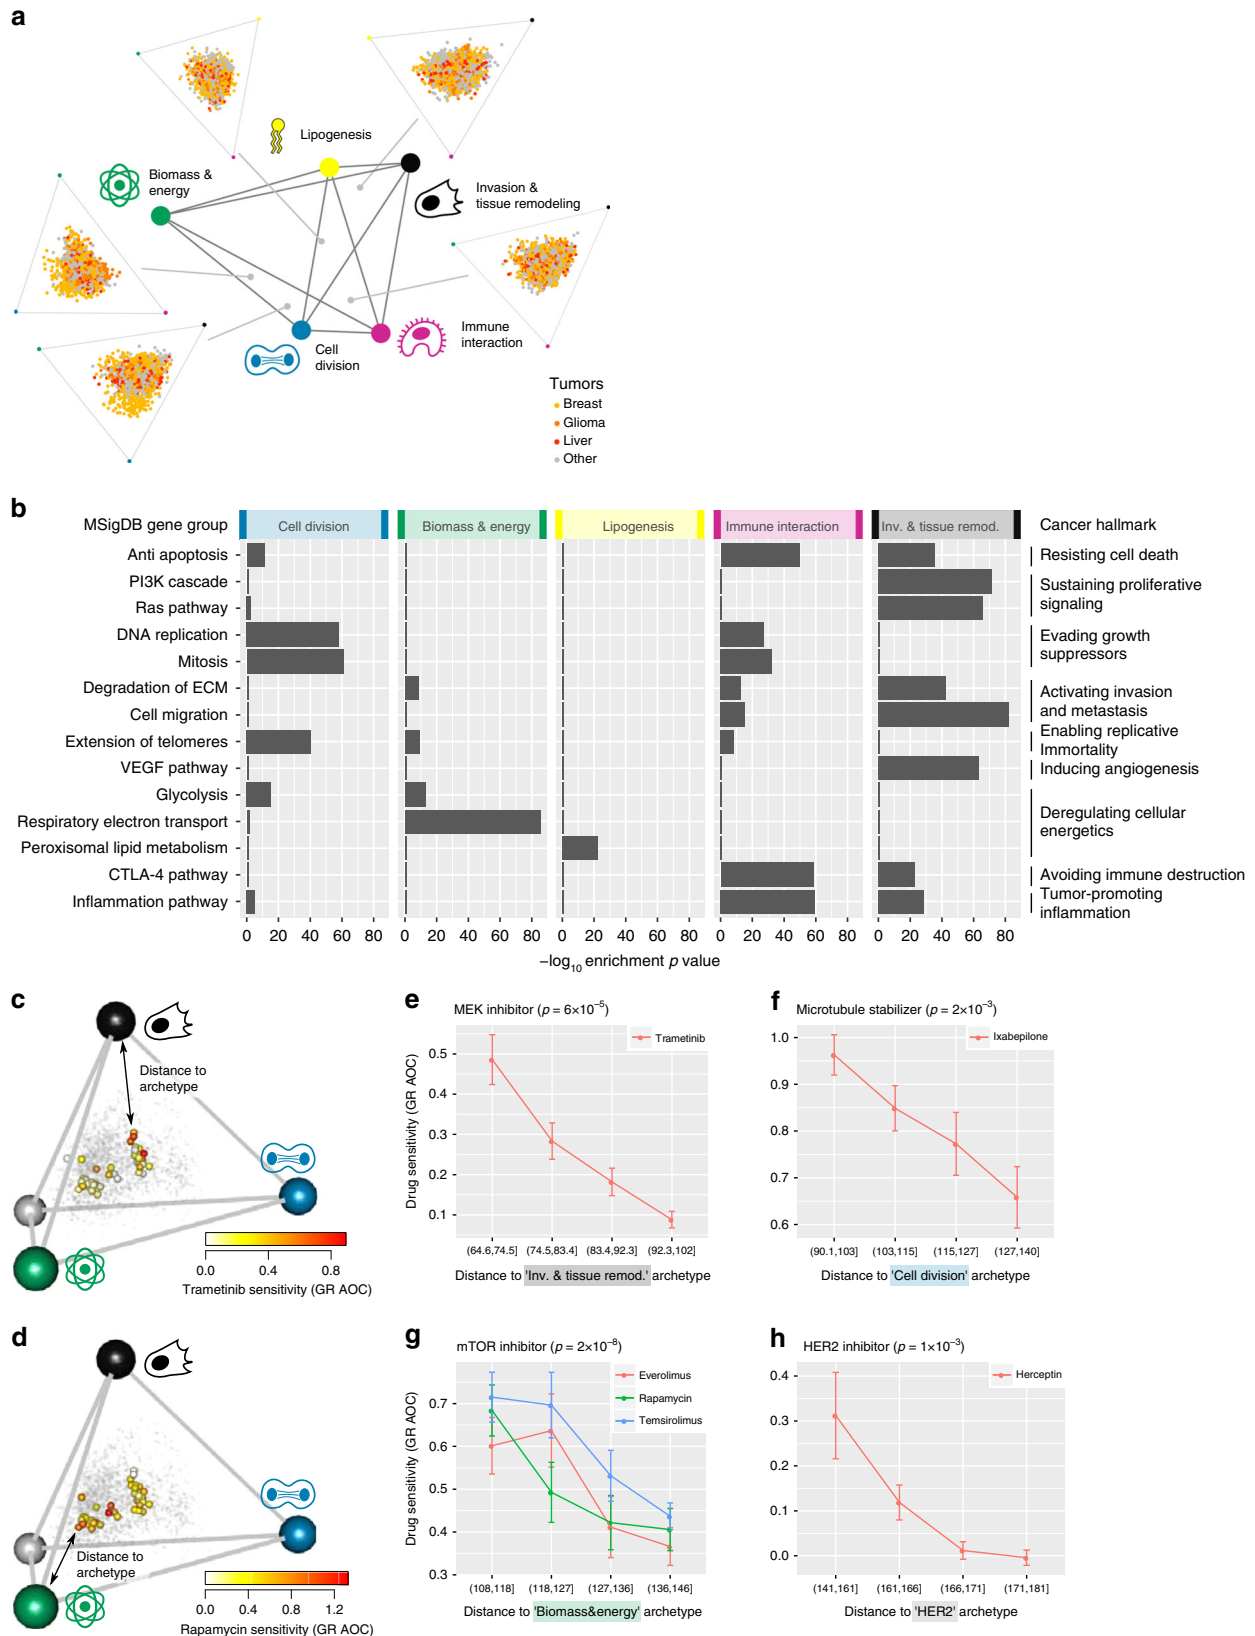 a
Lipogenesis
Biomass &
energy
Invasion &
tissue remodeling
Immune
interaction
Cell
division
Tumors
Breast
Glioma
Liver
Other
b
MSigDB gene group
Cell division
Biomass & energy
Lipogenesis
Immune interaction
Inv. & tissue remod.
Cancer hallmark
Anti apoptosis
PI3K cascade
Ras pathway
DNA replication
Mitosis
Degradation of ECM
Cell migration
Extension of telomeres
VEGF pathway
Glycolysis
Respiratory electron transport
Peroxisomal lipid metabolism
CTLA-4 pathway
Inflammation pathway
Resisting cell death
Sustaining proliferative
signaling
Evading growth
suppressors
Activating invasion
and metastasis
Enabling replicative
Immortality
Inducing angiogenesis
Deregulating cellular
energetics
Avoiding immune destruction
Tumor-promoting
inflammation
0 20 40 60 80
0 20 40 60 80
0 20 40 60 80
0 20 40 60 80
0 20 40 60 80
−log10 enrichment p value
c
Distance to
archetype
0.0 0.4 0.8
Trametinib sensitivity (GR AOC)
e
MEK inhibitor (p = 6×10−5)
Trametinib
Drug sensitivity (GR AOC)
0.5
0.4
0.3
0.2
0.1
(64.6,74.5] (74.5,83.4] (83.4,92.3] (92.3,102]
Distance to 'Inv. & tissue remod.' archetype
f
Microtubule stabilizer (p = 2×10−3)
Ixabepilone
1.0
0.9
0.8
0.7
0.6
(90.1,103] (103,115] (115,127] (127,140]
Distance to 'Cell division' archetype
d
Distance to
archetype
0.0 0.4 0.8 1.2
Rapamycin sensitivity (GR AOC)
g
mTOR inhibitor (p = 2×10−8)
Everolimus
Rapamycin
Temsirolimus
Drug sensitivity (GR AOC)
0.7
0.6
0.5
0.4
0.3
(108,118] (118,127] (127,136] (136,146]
Distance to 'Biomass&energy' archetype
h
HER2 inhibitor (p = 1×10−3)
Herceptin
0.4
0.3
0.2
0.1
0.0
(141,161] (161,166] (166,171] (171,181]
Distance to 'HER2' archetype